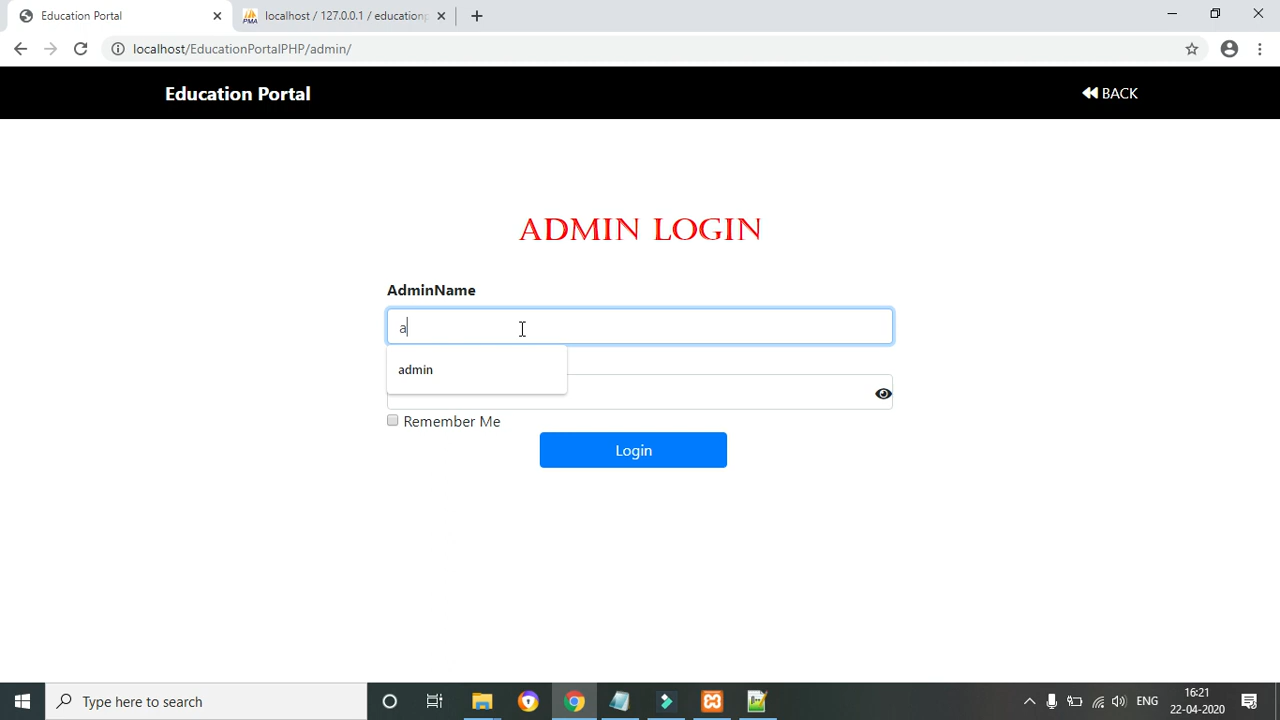 Education Portal
localhost / 127.0.0.1 / educationp
localhost/EducationPortalPHP/admin/
Education Portal
BACK
ADMIN LOGIN
AdminName
a
admin
Remember Me
Login
Type here to search
ENG
16:21
22-04-2020